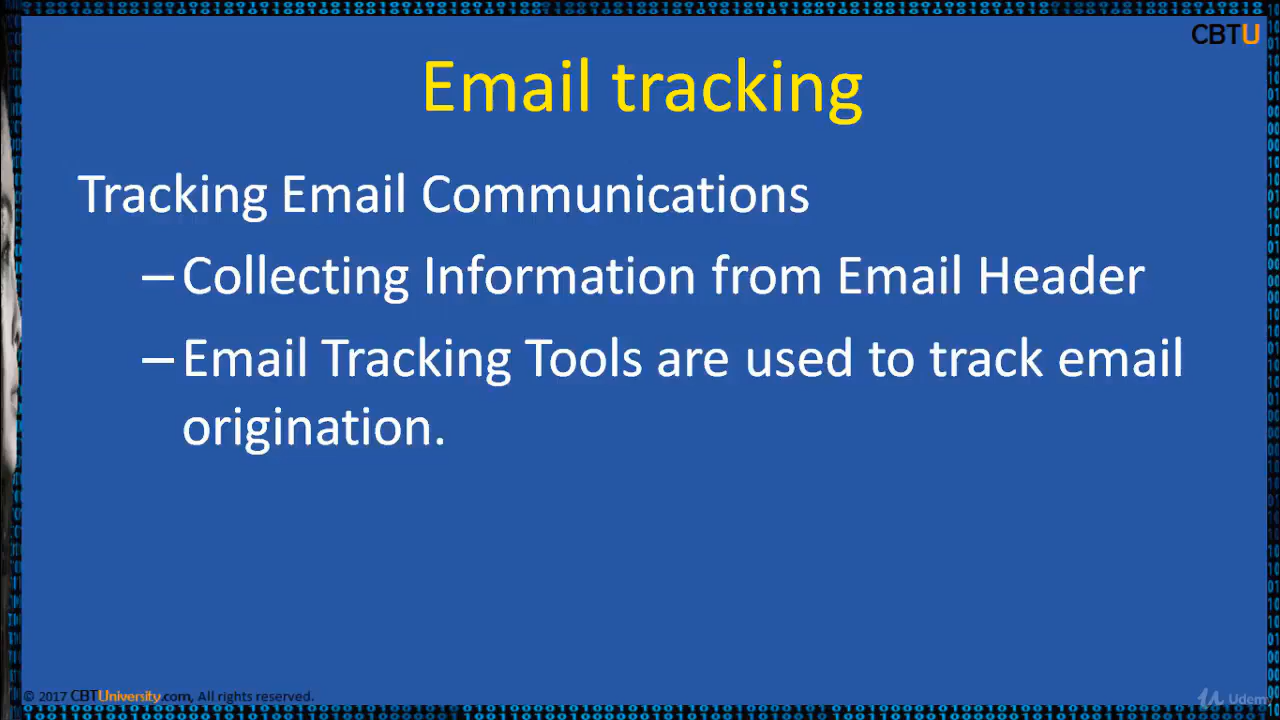 CBTU
Email tracking
Tracking Email Communications
– Collecting Information from Email Header
– Email Tracking Tools are used to track email
origination.
© 2017 CBTUniversity.com, All rights reserved.
Udemy